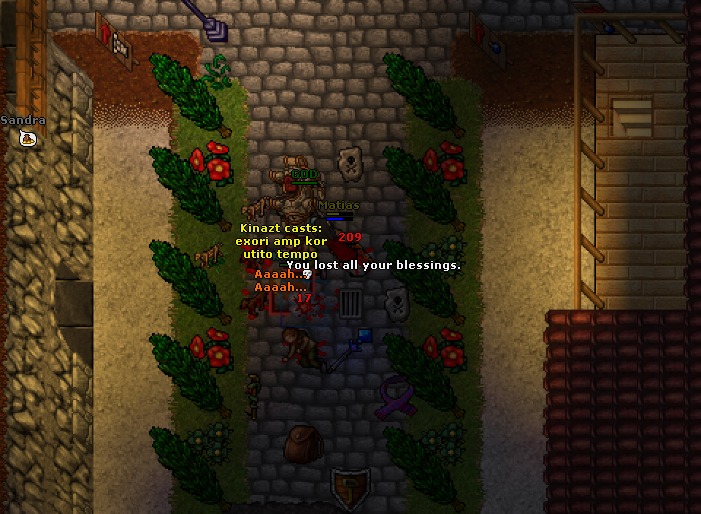 Sandra
GOD
Matias
Kinazt casts:
exori amp kor
utito tempo
209
You lost all your blessings.
Aaaah...
Aaaah...
17